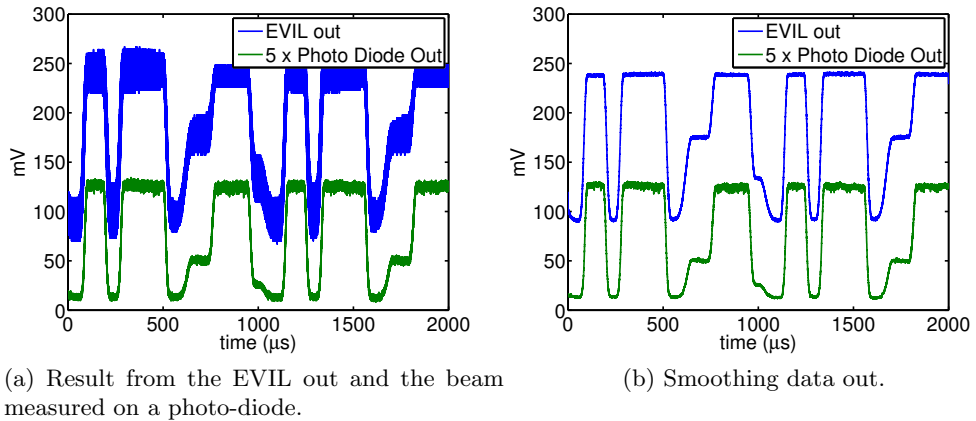 300
250
200
150
100
50
0
mV
EVIL out
5 x Photo Diode Out
0 500 1000 1500 2000
time (µs)
(a) Result from the EVIL out and the beam
measured on a photo-diode.
300
250
200
150
100
50
0
mV
EVIL out
5 x Photo Diode Out
0 500 1000 1500 2000
time (µs)
(b) Smoothing data out.